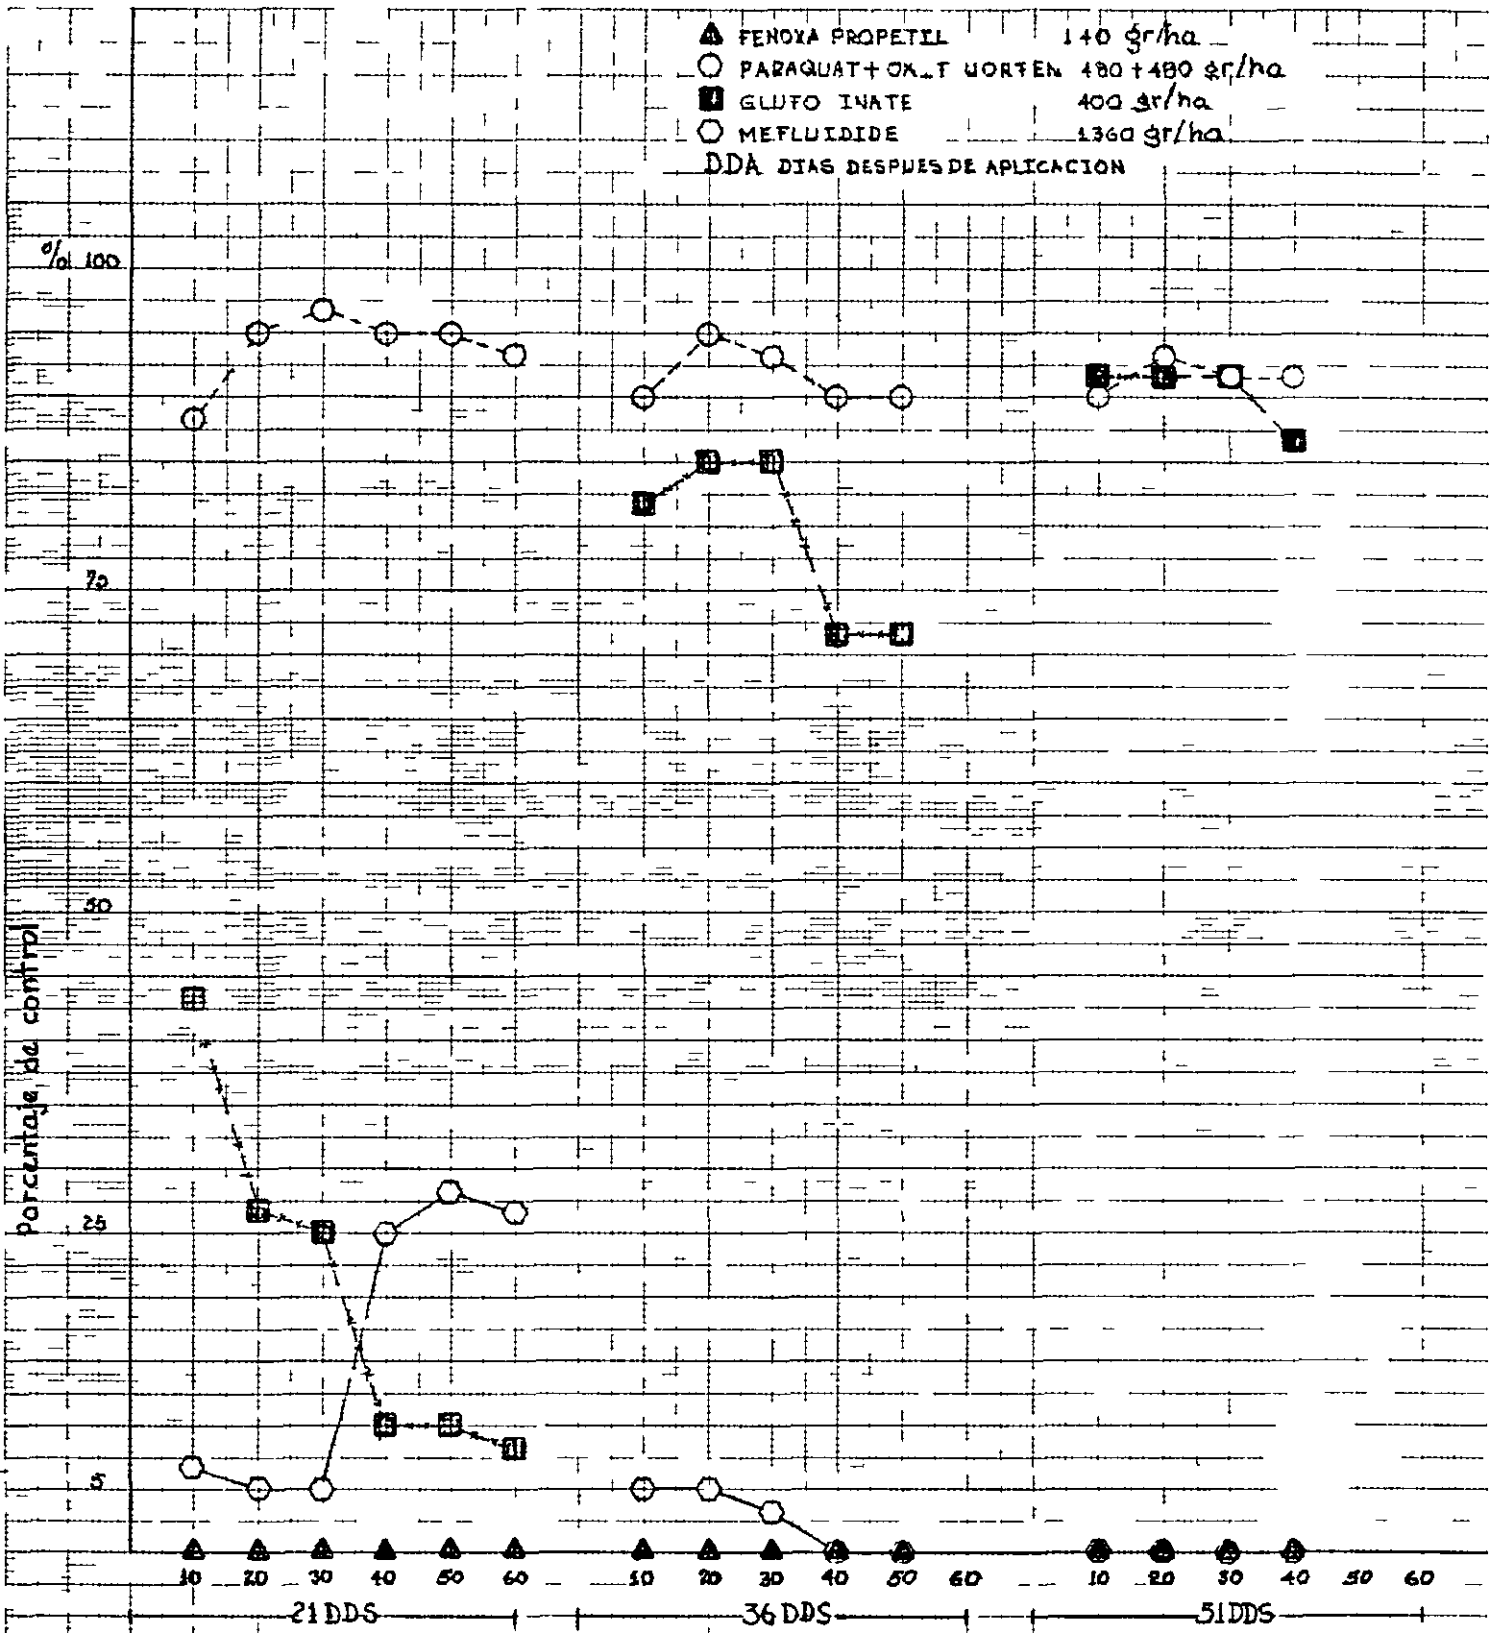 FENOXA PROPETIL 140 gr/ha
PARAQUAT + OX_T UORTEN 480 + 480 gr/ha
GLUFO INATE 400 gr/ha
MEFLUIDIDE 1360 gr/ha
DDA DIAS DESPUES DE APLICACION
% 100
75
50
25
5
Porcentaje de control
10 20 30 40 50 60 10 20 30 40 50 60 10 20 30 40 50 60
21 DDS 36 DDS 51 DDS